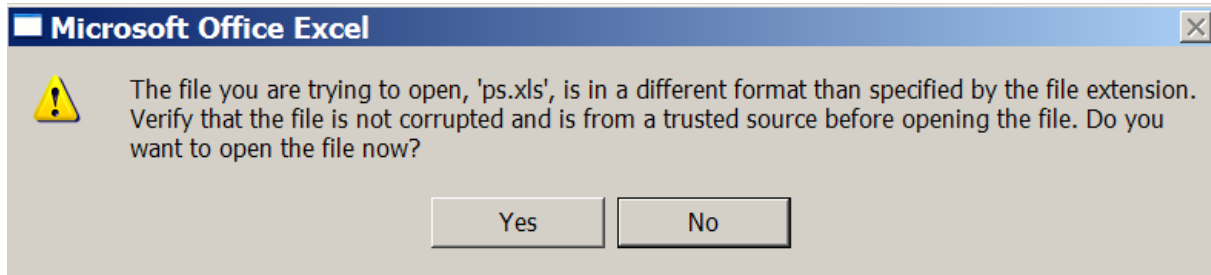 Microsoft Office Excel
The file you are trying to open, 'ps.xls', is in a different format than specified by the file extension.
Verify that the file is not corrupted and is from a trusted source before opening the file. Do you
want to open the file now?
Yes No